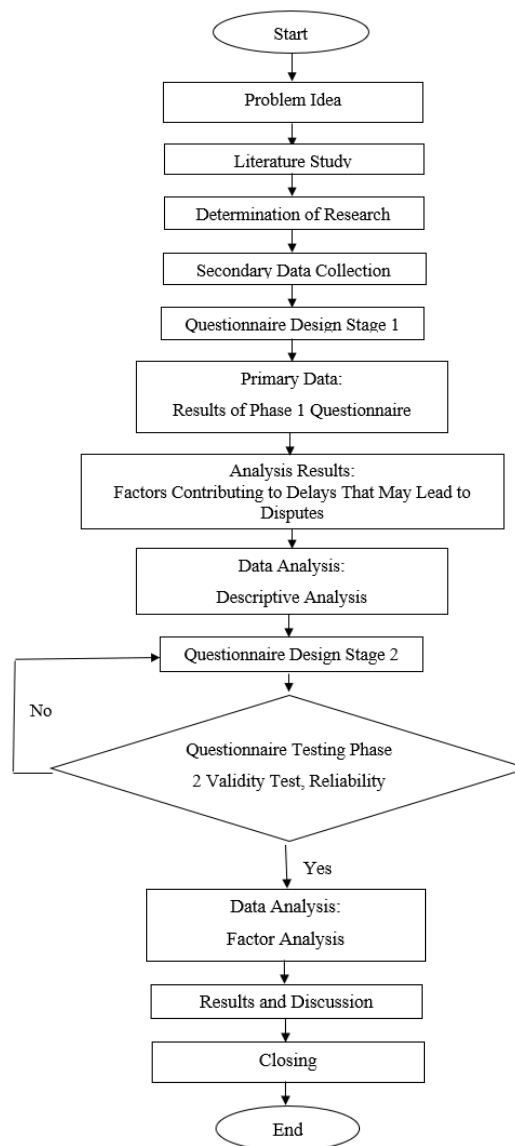 Start
Problem Idea
Literature Study
Determination of Research
Secondary Data Collection
Questionnaire Design Stage 1
Primary Data:
Results of Phase 1 Questionnaire
Analysis Results:
Factors Contributing to Delays That May Lead to
Disputes
Data Analysis:
Descriptive Analysis
Questionnaire Design Stage 2
No
Questionnaire Testing Phase
2 Validity Test, Reliability
Yes
Data Analysis:
Factor Analysis
Results and Discussion
Closing
End